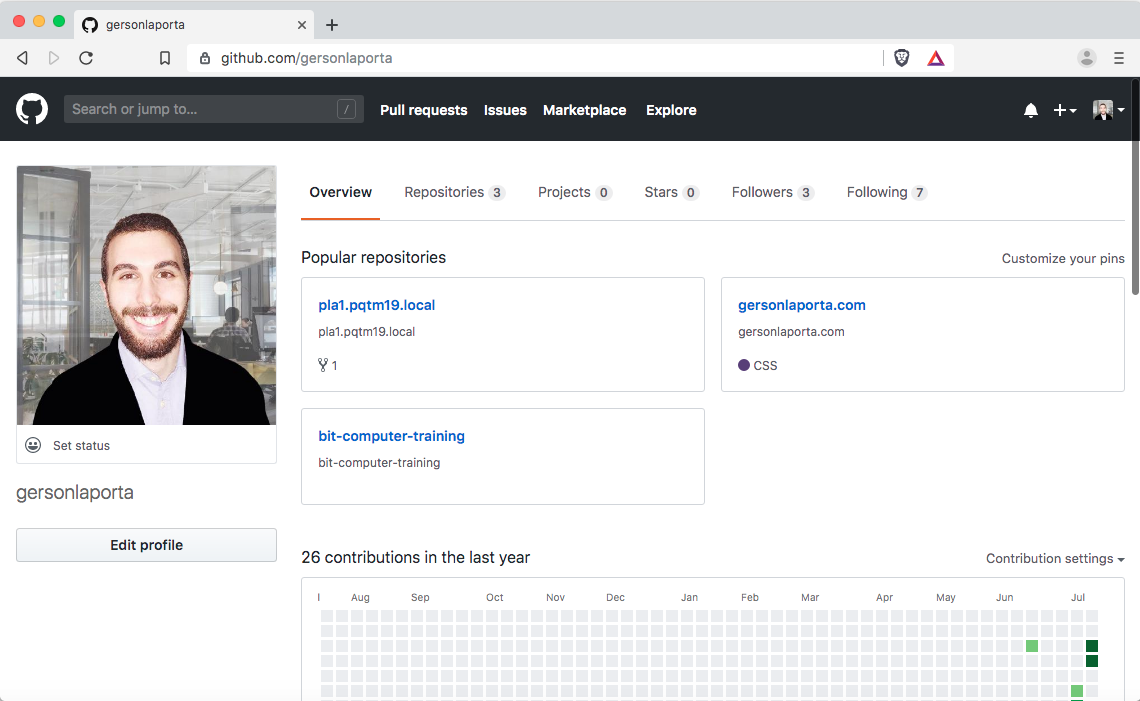 gersonlaporta
github.com/gersonlaporta
Search or jump to... /
Pull requests Issues Marketplace Explore
Overview Repositories 3 Projects 0 Stars 0 Followers 3 Following 7
Popular repositories Customize your pins
pla1.pqtm19.local
pla1.pqtm19.local
1
gersonlaporta.com
gersonlaporta.com
CSS
bit-computer-training
bit-computer-training
Set status
gersonlaporta
Edit profile
26 contributions in the last year Contribution settings
Aug Sep Oct Nov Dec Jan Feb Mar Apr May Jun Jul